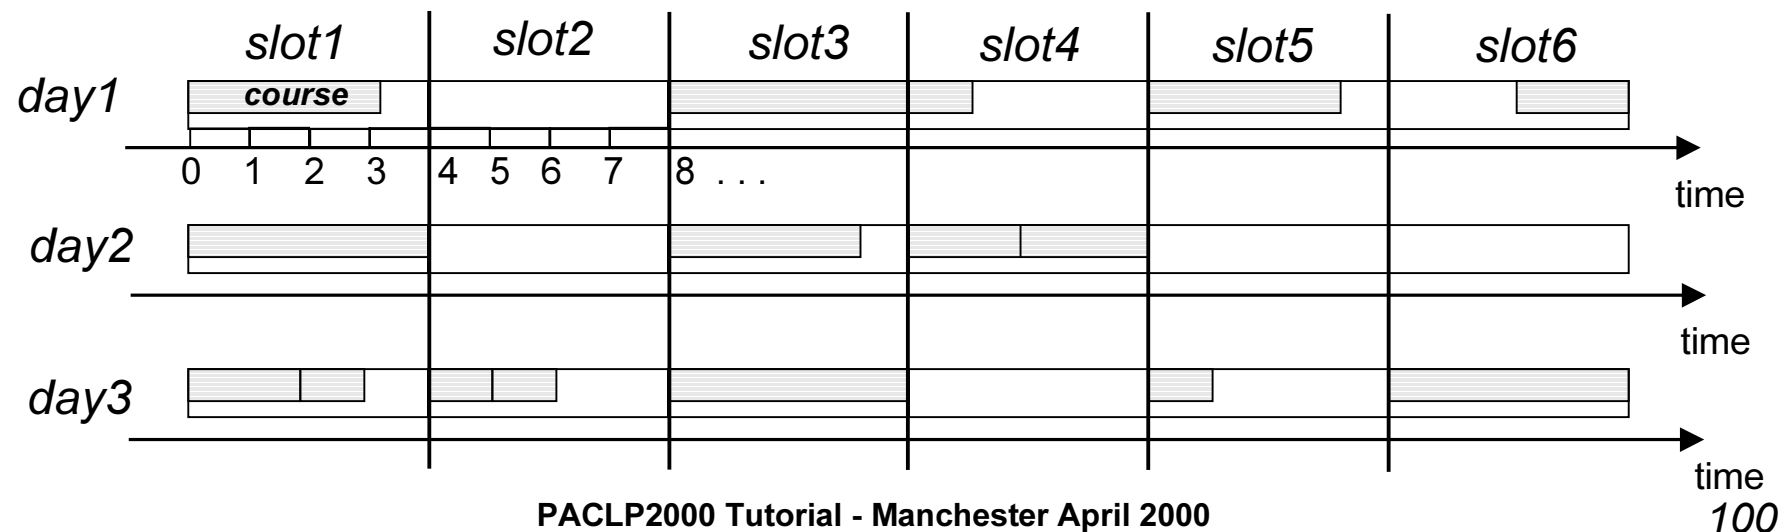 slot1 slot2 slot3 slot4 slot5 slot6
day1 course
0 1 2 3 4 5 6 7 8 . . .
time
day2
time
day3
time
PACLP2000 Tutorial - Manchester April 2000 100